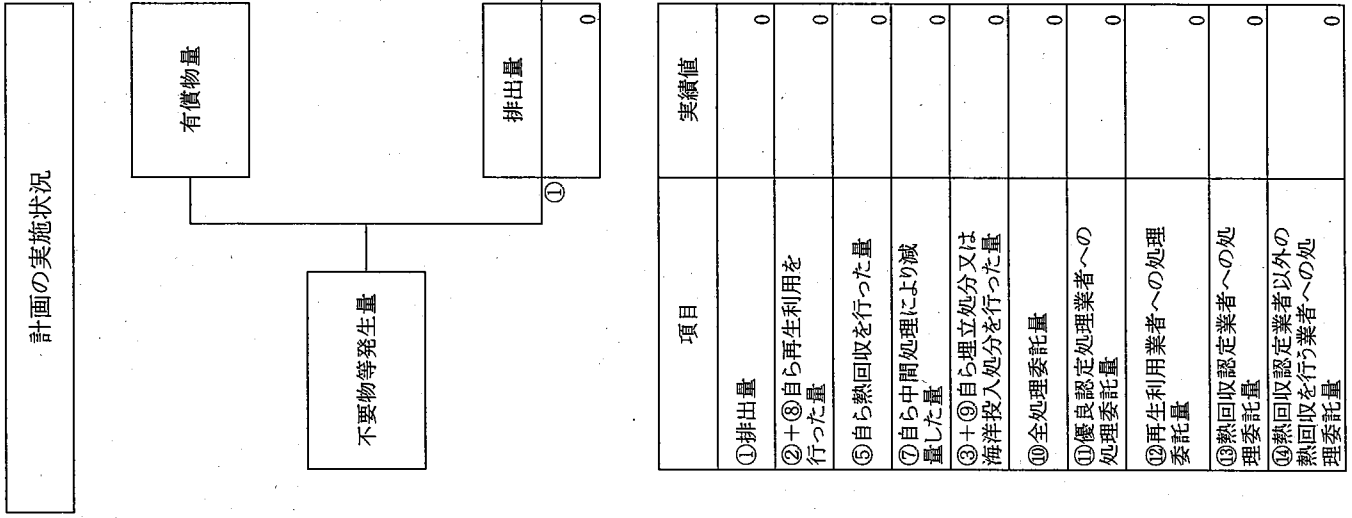 計画の実施状況
有償物量
不要物等発生量
排出量
①
0
項目
実績値
①排出量
0
②+⑧自ら再生利用を
行った量
0
⑤自ら熱回収を行った量
0
⑦自ら中間処理により減
量した量
0
③+⑨自ら埋立処分又は
海洋投入処分を行った量
0
⑩全処理委託量
0
⑪優良認定処理業者への
処理委託量
0
⑫再生利用業者への処理
委託量
0
⑬熱回収認定業者への処
理委託量
0
⑭熱回収認定業者以外の
熱回収を行う業者への処
理委託量
0